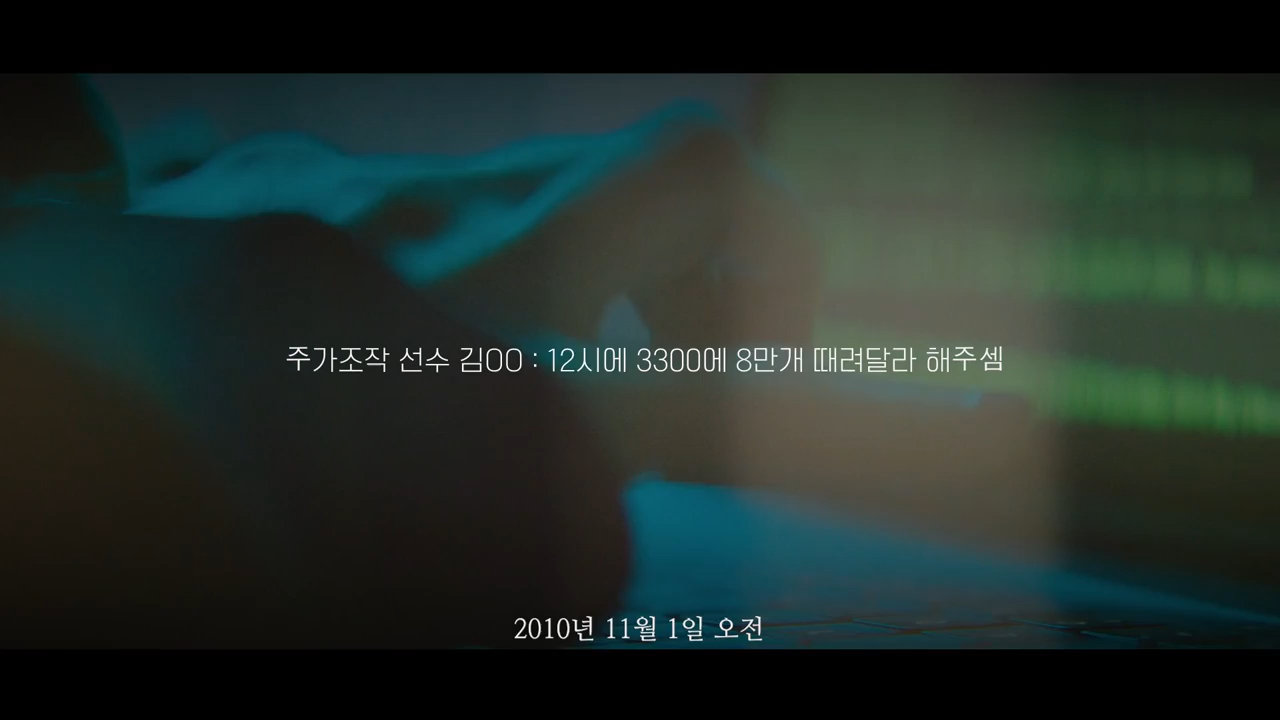 주가조작 선수 김OO : 12시에 3300에 8만개 때려달라 해주셈
2010년 11월 1일 오전